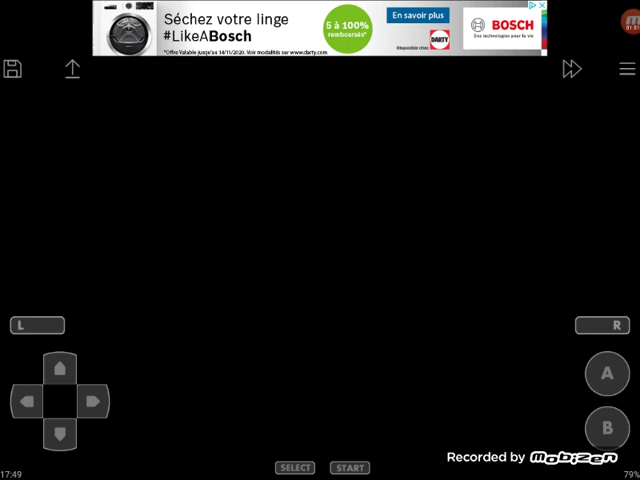 Séchez votre linge
#LikeABosch
*Offre Valable jusqu'au 14/11/2020. Voir modalités sur www.darty.com
5 à 100%
remboursés*
En savoir plus
Disponible chez
DARTY
BOSCH
Des technologies pour la vie
L
R
A
B
SELECT
START
Recorded by mobizen
17:49
79%